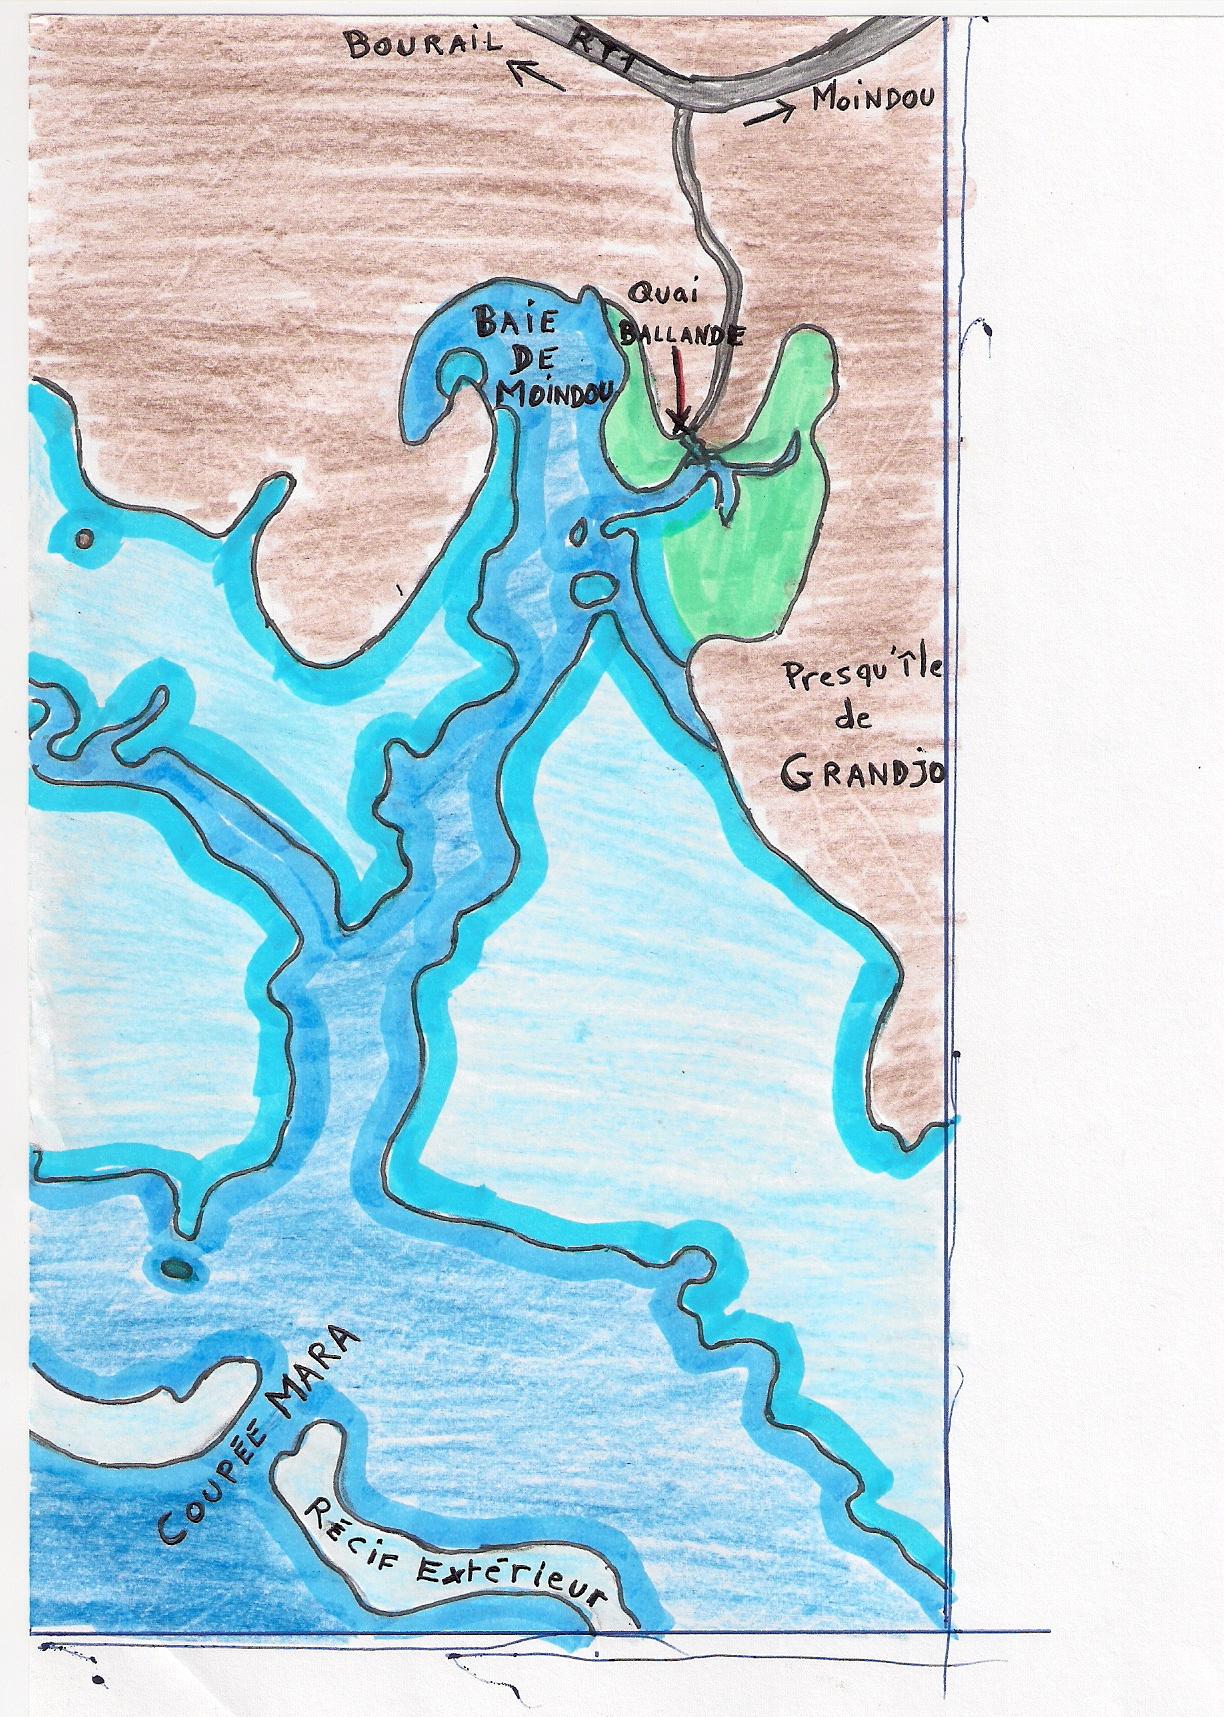 BOURAIL
RT1
MOINDOU
Quai
BALLANDE
BAIE
DE
MOINDOU
Presqu'île
de
GRANDJO
COUPÉE MARA
RÉCIF Extérieur